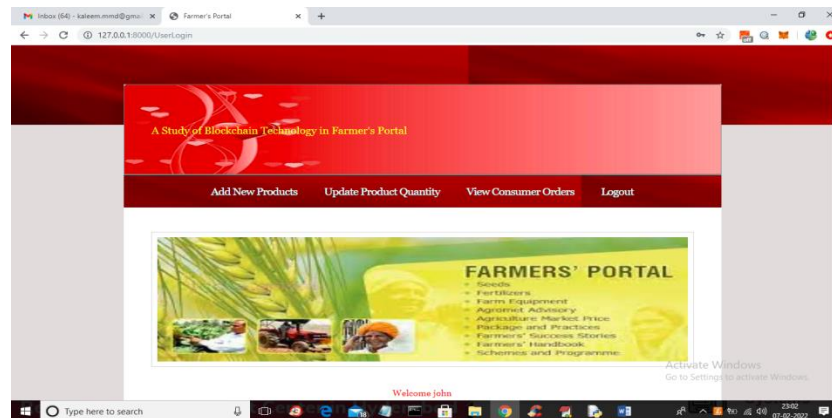 Inbox (64) - kaleem.mmd@gmai
Farmer's Portal
127.0.0.1:8000/UserLogin
A Study of Blockchain Technology in Farmer's Portal
Add New Products Update Product Quantity View Consumer Orders Logout
FARMERS' PORTAL
Seeds
Fertilizers
Farm Equipment
Agromet Advisory
Agriculture Market Price
Package and Practices
Farmers' Success Stories
Farmers' Handbook
Schemes and Programme
Activate Windows
Go to Settings to activate Windows.
Welcome john
Type here to search
23:02
07-02-2022